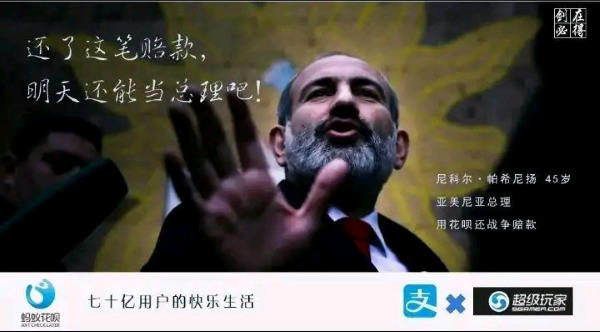 在得
剑必
还了这笔赔款，
明天还能当总理吧！
尼科尔·帕希尼扬 45岁
亚美尼亚总理
用花呗还战争赔款
蚂蚁花呗
ANT CHECK LATER
七十亿用户的快乐生活
支
超级玩家
SGAMER.COM